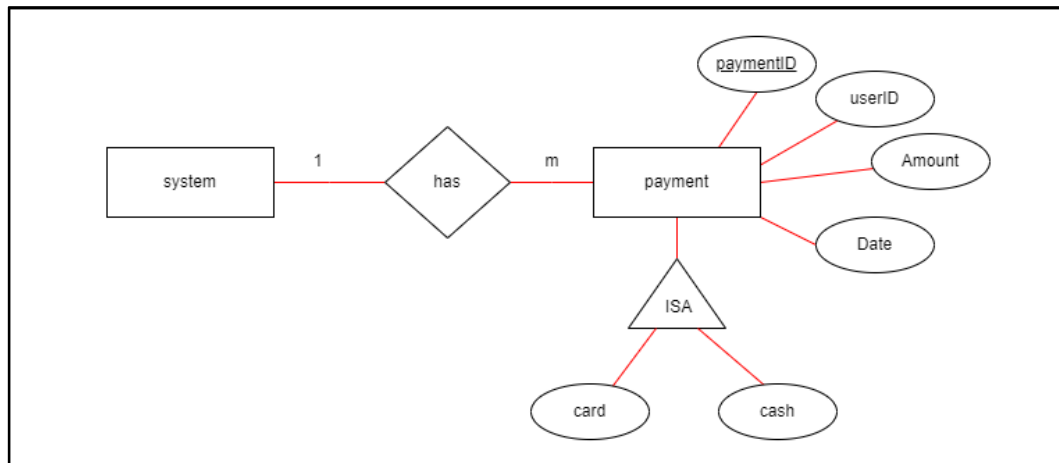 paymentID
userID
Amount
Date
system
1
has
m
payment
ISA
card
cash